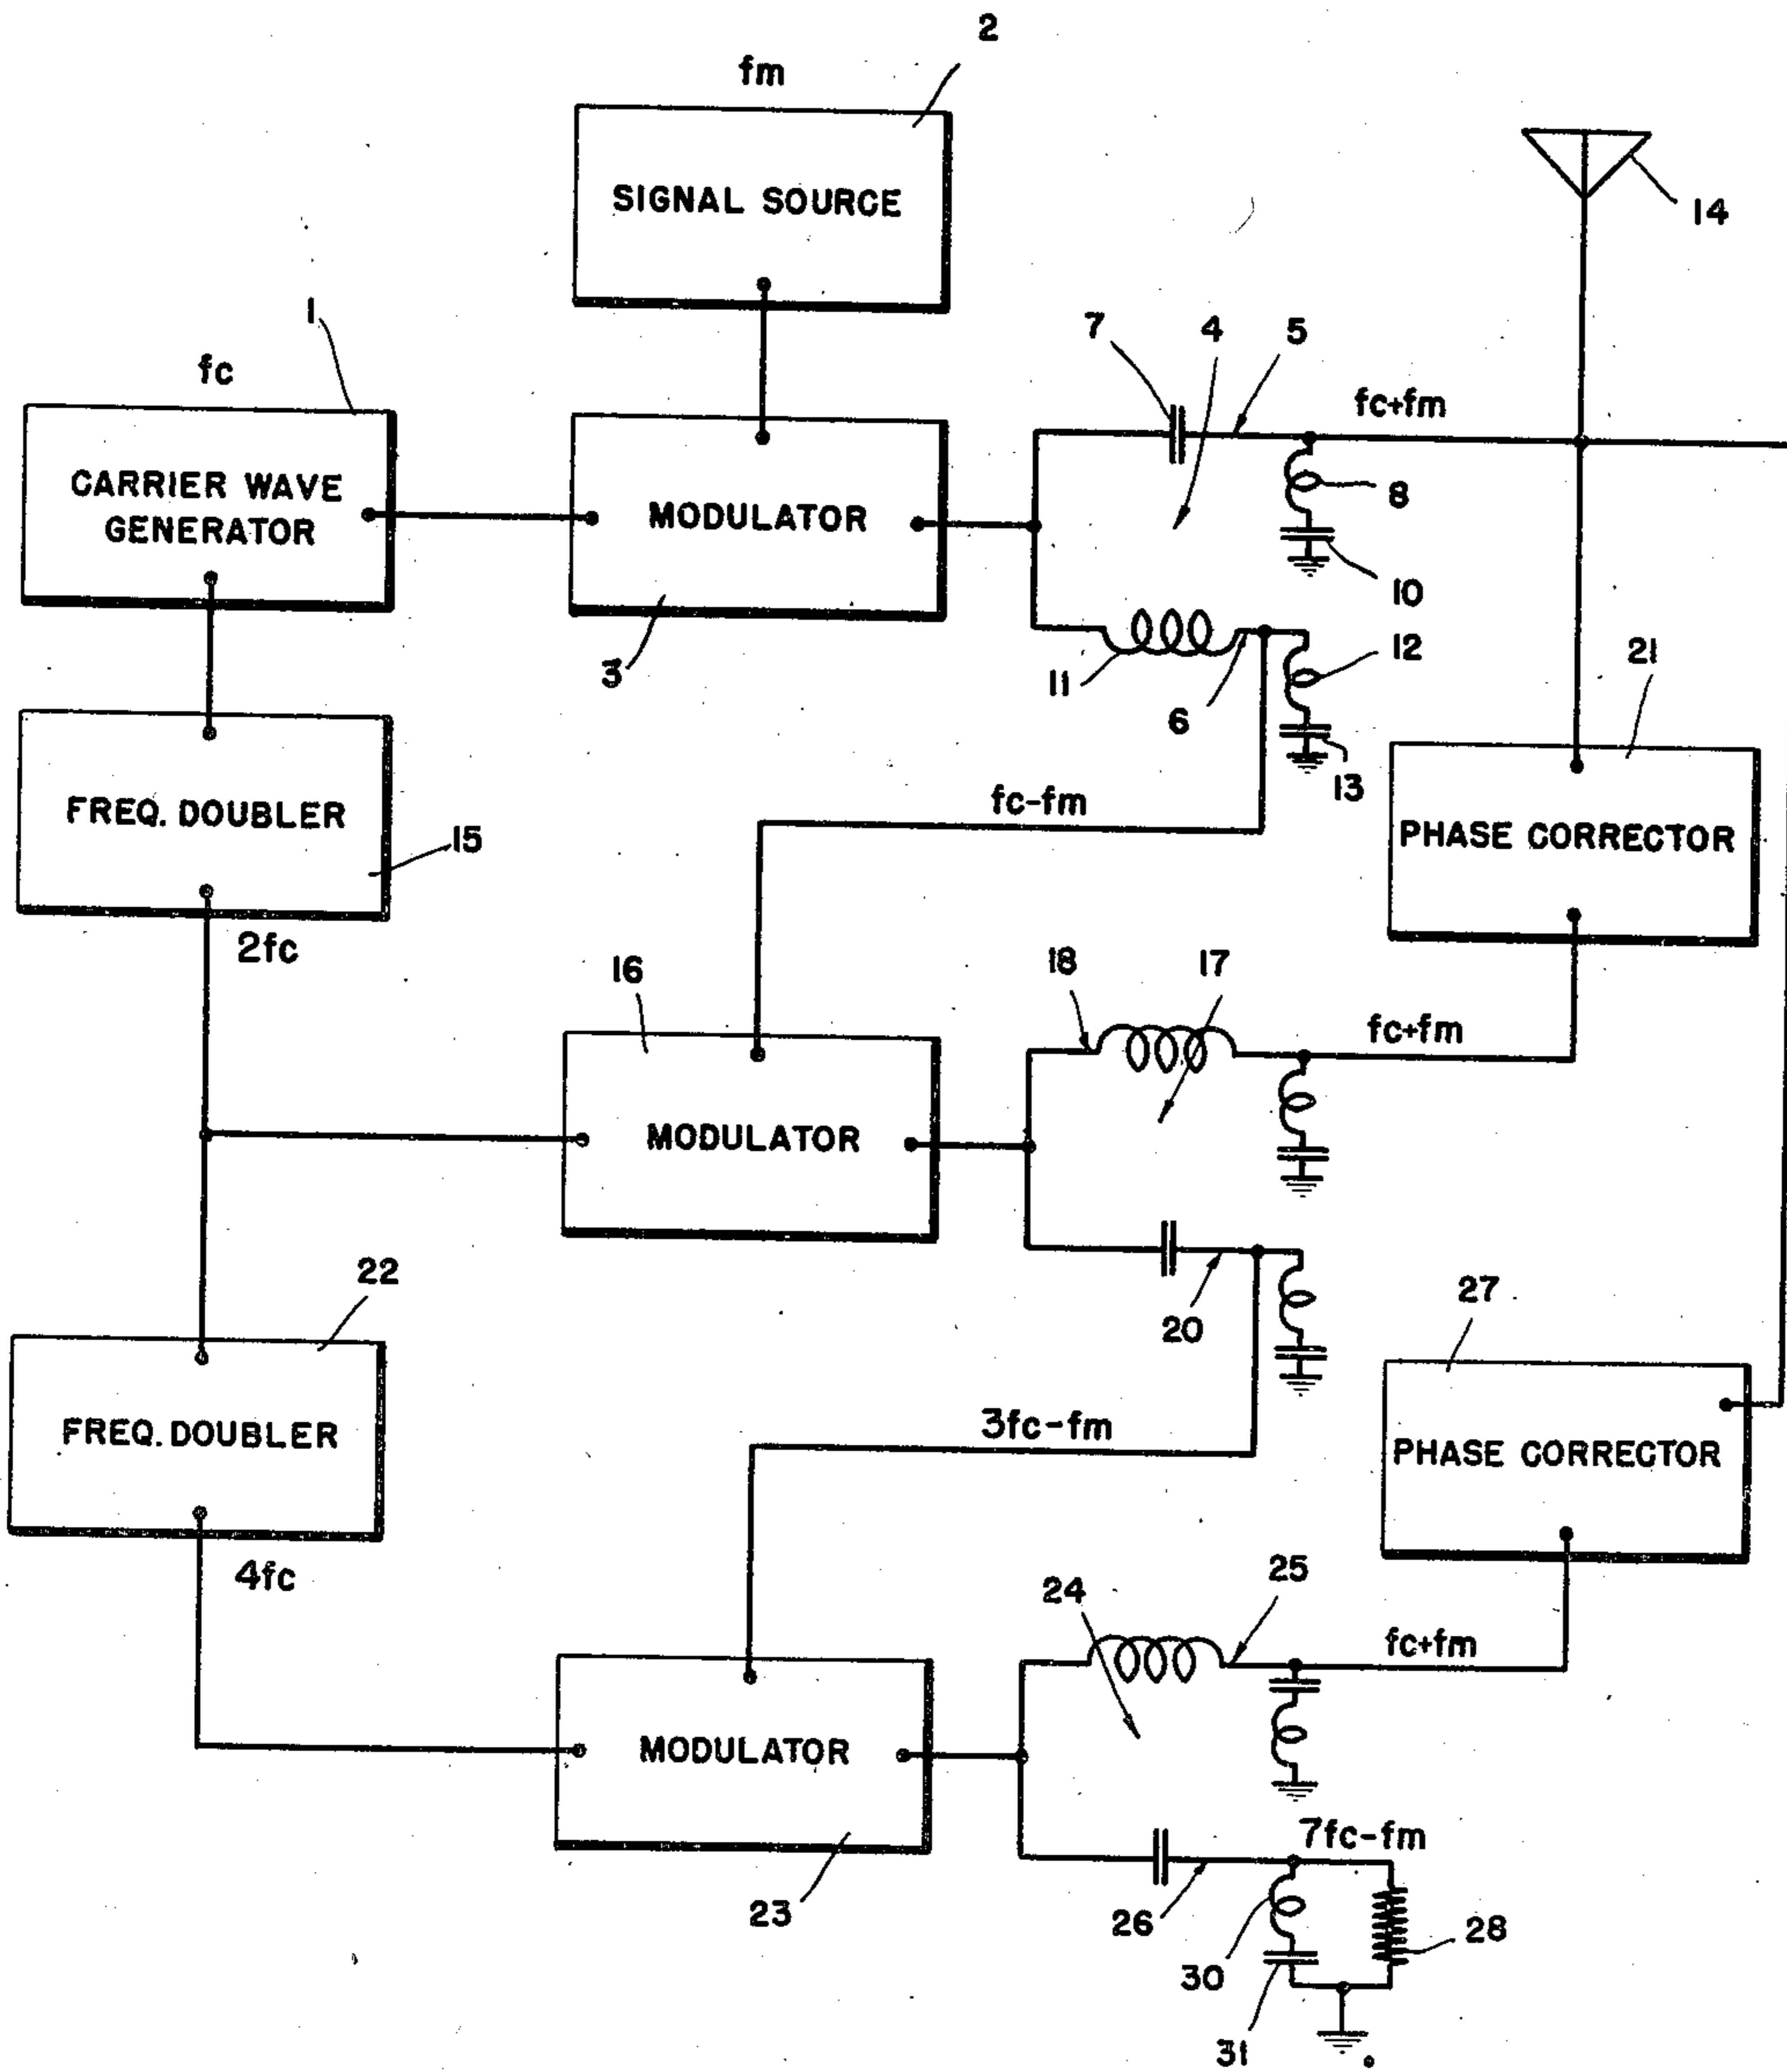 2
fm
SIGNAL SOURCE
14
1
fc
7
4
5
fc+fm
CARRIER WAVE
GENERATOR
MODULATOR
8
10
3
11
6
12
13
21
FREQ. DOUBLER
15
fc-fm
PHASE CORRECTOR
2fc
16
18
17
fc+fm
MODULATOR
20
22
27
FREQ. DOUBLER
3fc-fm
PHASE CORRECTOR
4fc
24
25
fc+fm
MODULATOR
23
7fc-fm
26
28
30
31